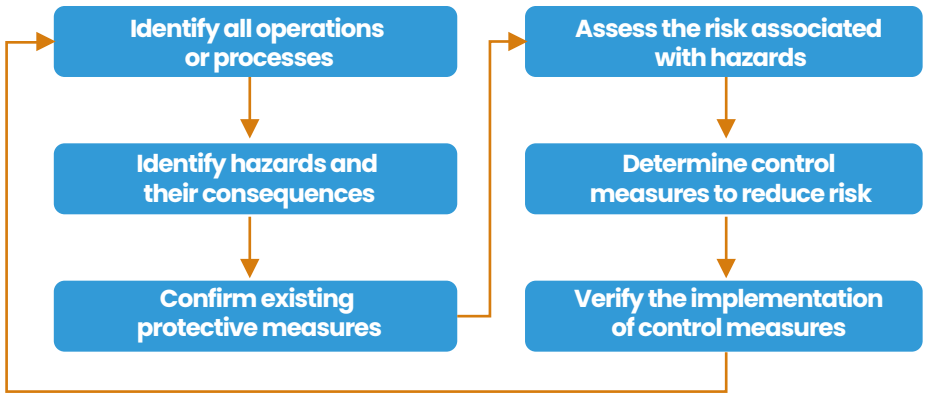 Identify all operations
or processes
Identify hazards and
their consequences
Confirm existing
protective measures
Assess the risk associated
with hazards
Determine control
measures to reduce risk
Verify the implementation
of control measures